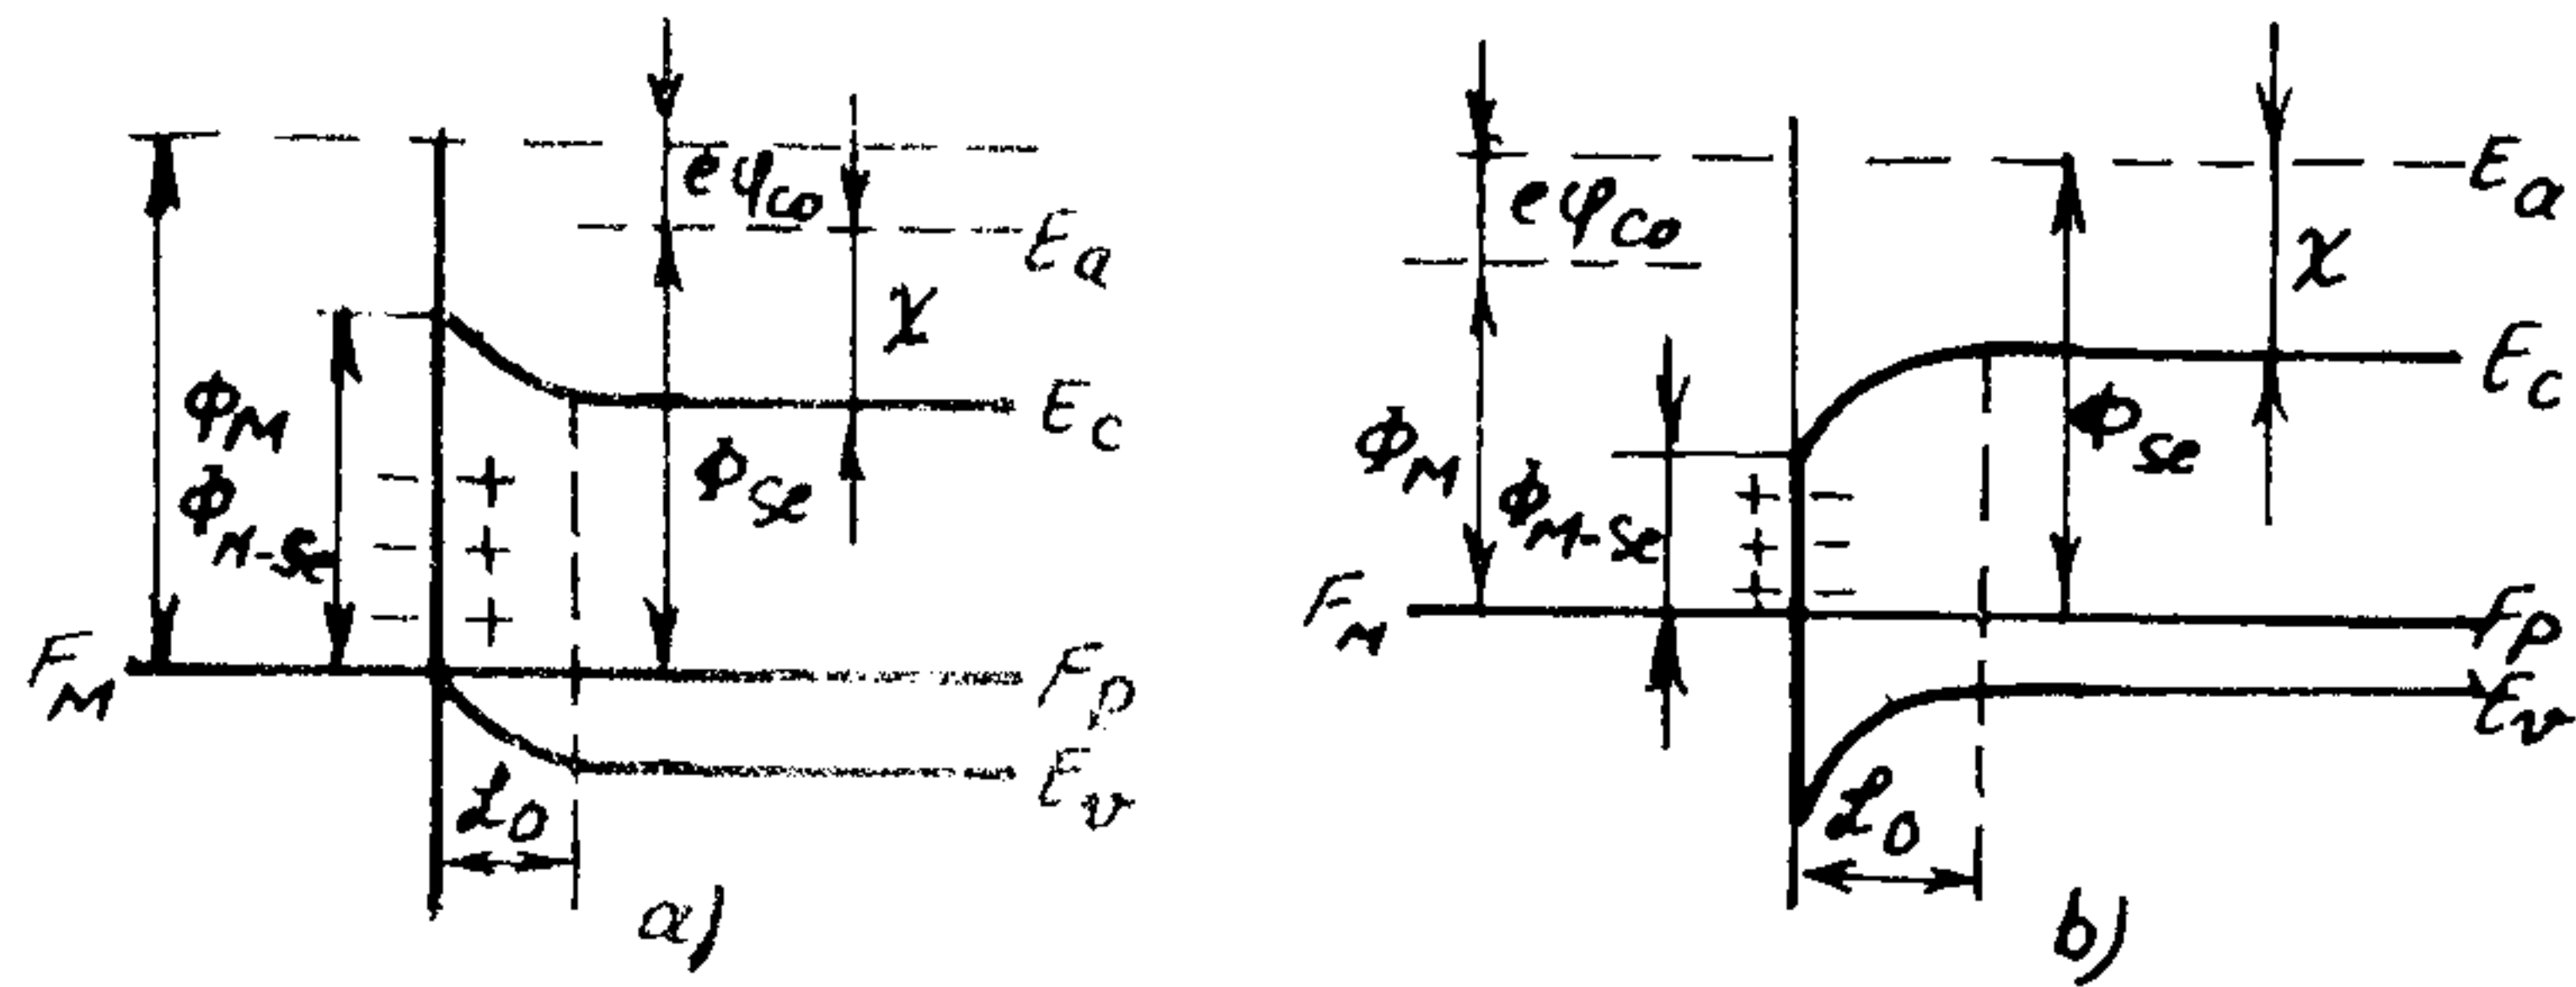 eφco
Ea
χ
ΦM
Ec
ΦM-se
Φse
FM
Fp
Ev
L0
a)
Ea
eφco
χ
Ec
ΦM
ΦM-se
Φse
FM
Fp
Ev
L0
b)